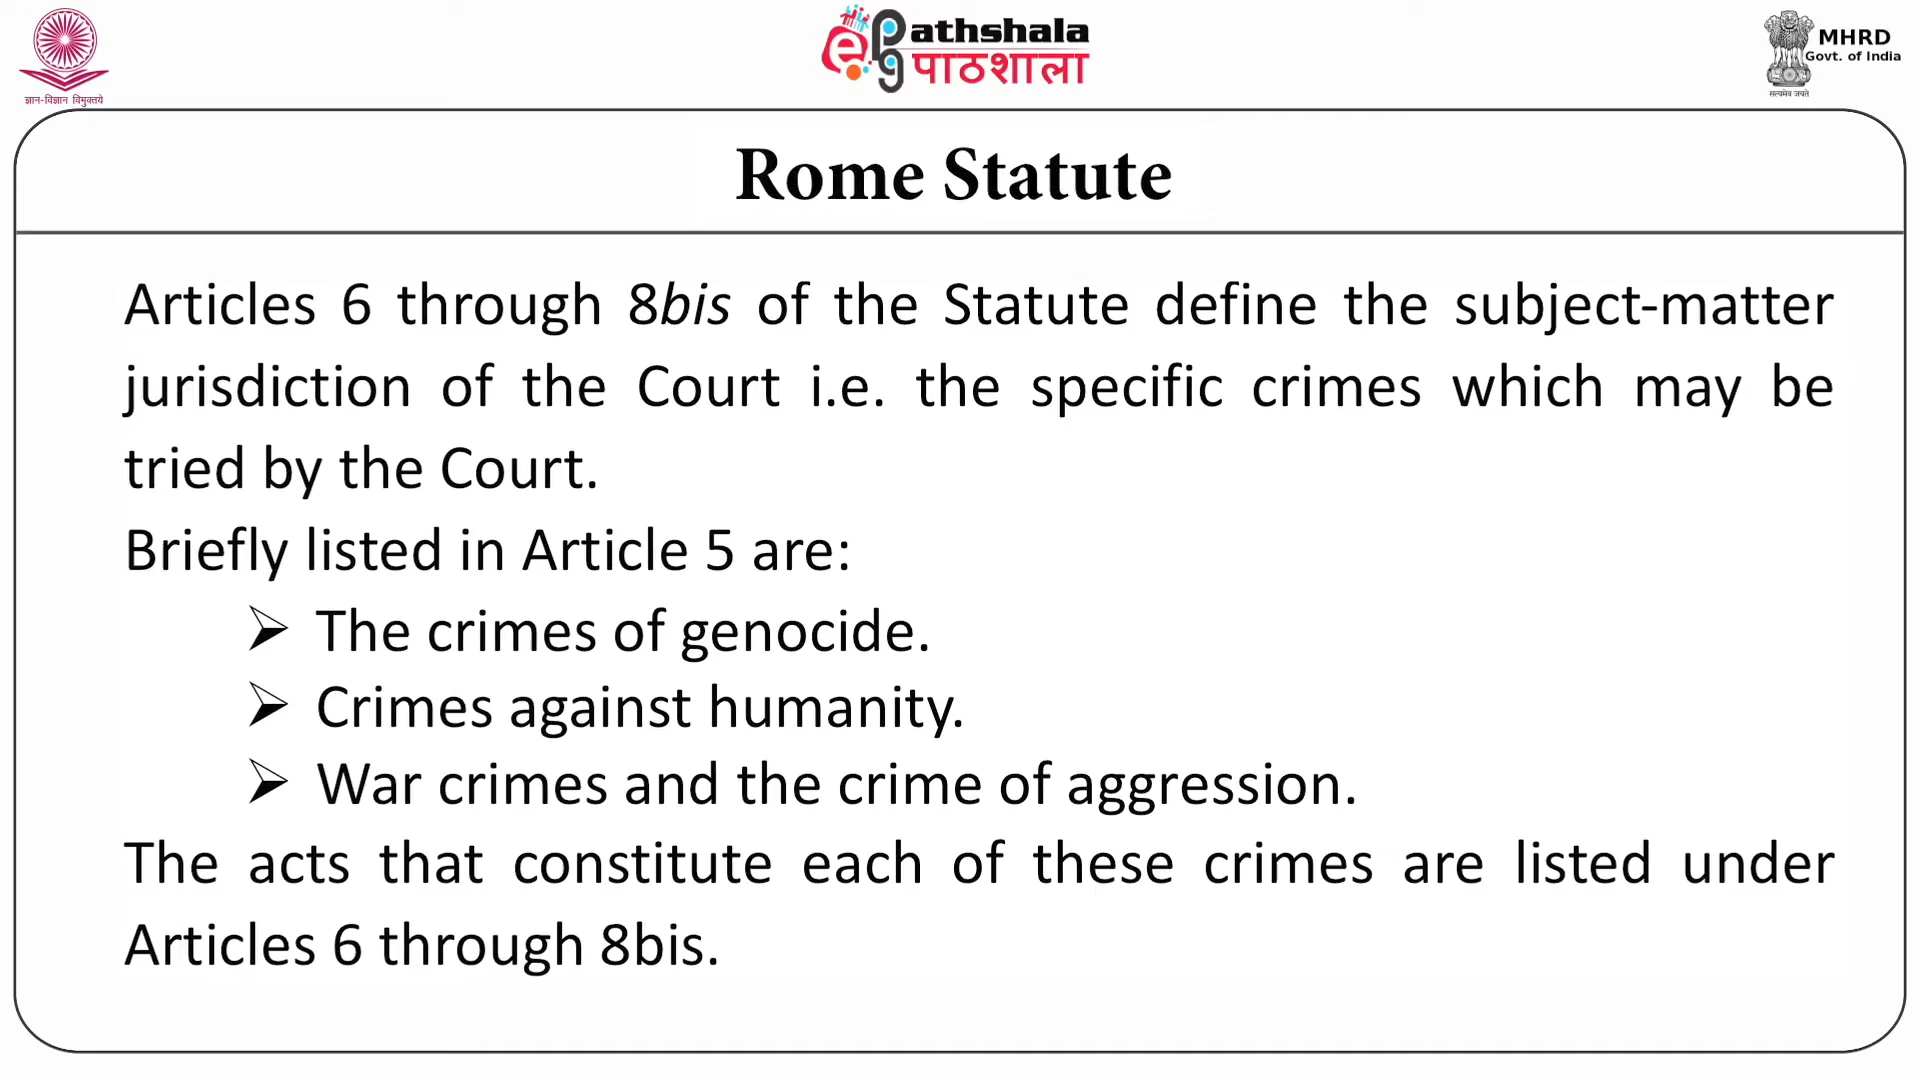 ज्ञान-विज्ञान विमुक्तये
ePG Pathshala
पाठशाला
MHRD
Govt. of India
सत्यमेव जयते
Rome Statute
Articles 6 through 8bis of the Statute define the subject-matter
jurisdiction of the Court i.e. the specific crimes which may be
tried by the Court.
Briefly listed in Article 5 are:
➢ The crimes of genocide.
➢ Crimes against humanity.
➢ War crimes and the crime of aggression.
The acts that constitute each of these crimes are listed under
Articles 6 through 8bis.